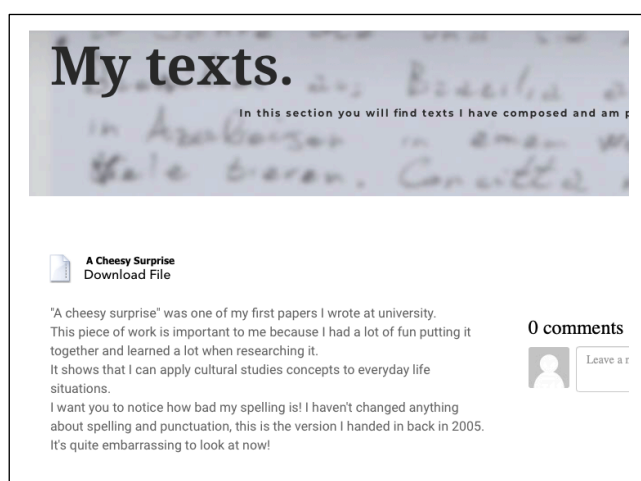 My texts.
In this section you will find texts I have composed and am
in
in
A Cheesy Surprise
Download File
"A cheesy surprise" was one of my first papers I wrote at university.
This piece of work is important to me because I had a lot of fun putting it
together and learned a lot when researching it.
It shows that I can apply cultural studies concepts to everyday life
situations.
I want you to notice how bad my spelling is! I haven't changed anything
about spelling and punctuation, this is the version I handed in back in 2005.
It's quite embarrassing to look at now!
0 comments
Leave a